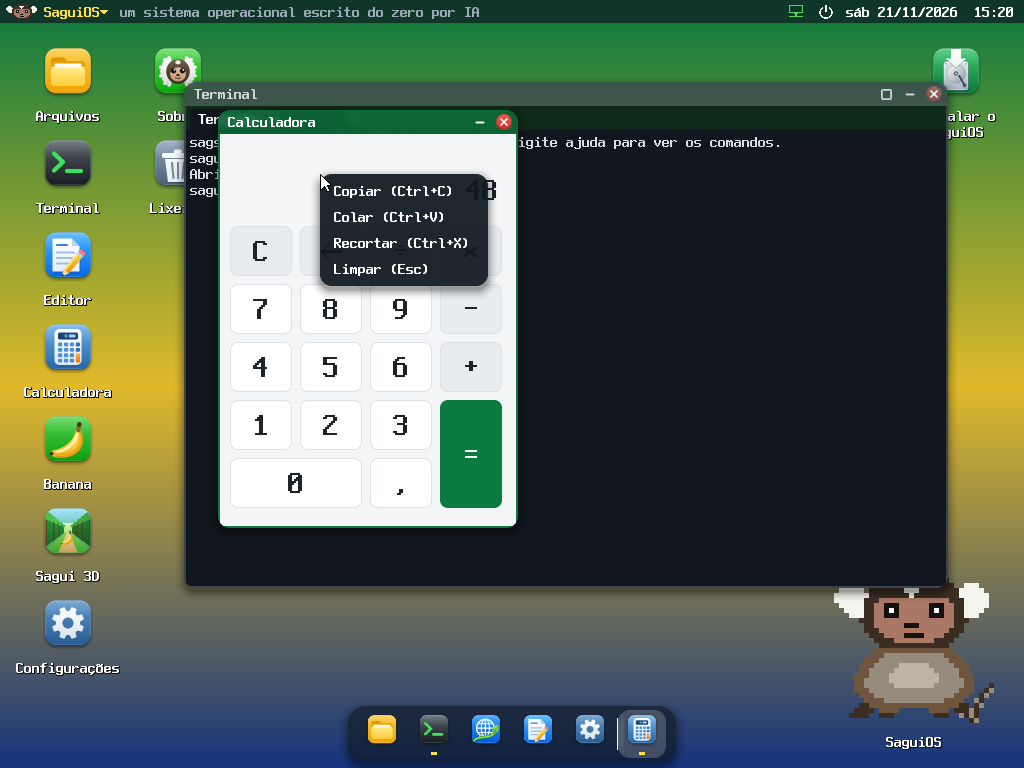 SaguiOS um sistema operacional escrito do zero por IA
sáb 21/11/2026 15:20
Arquivos
Terminal
Editor
Calculadora
Banana
Sagui 3D
Configurações
Terminal
igite ajuda para ver os comandos.
Calculadora
48
Copiar (Ctrl+C)
Colar (Ctrl+V)
Recortar (Ctrl+X)
Limpar (Esc)
C
7 8 9 -
4 5 6 +
1 2 3
=
0 ,
SaguiOS